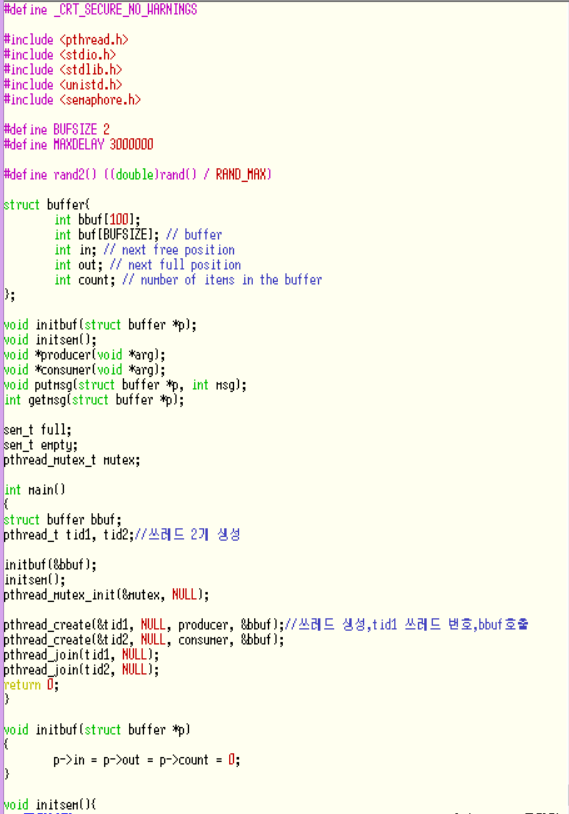 #define _CRT_SECURE_NO_WARNINGS
#include <pthread.h>
#include <stdio.h>
#include <stdlib.h>
#include <unistd.h>
#include <semaphore.h>
#define BUFSIZE 2
#define MAXDELAY 3000000
#define rand2() ((double)rand() / RAND_MAX)
struct buffer{
int bbuf[100];
int buf[BUFSIZE]; // buffer
int in; // next free position
int out; // next full position
int count; // number of items in the buffer
};
void initbuf(struct buffer *p);
void initsem();
void *producer(void *arg);
void *consumer(void *arg);
void putmsg(struct buffer *p, int msg);
int getmsg(struct buffer *p);
sem_t full;
sem_t empty;
pthread_mutex_t mutex;
int main()
{
struct buffer bbuf;
pthread_t tid1, tid2;//쓰레드 2개 생성
initbuf(&bbuf);
initsem();
pthread_mutex_init(&mutex, NULL);
pthread_create(&tid1, NULL, producer, &bbuf);//쓰레드 생성,tid1 쓰레드 번호,bbuf호출
pthread_create(&tid2, NULL, consumer, &bbuf);
pthread_join(tid1, NULL);
pthread_join(tid2, NULL);
return 0;
}
void initbuf(struct buffer *p)
{
p->in = p->out = p->count = 0;
}
void initsem(){